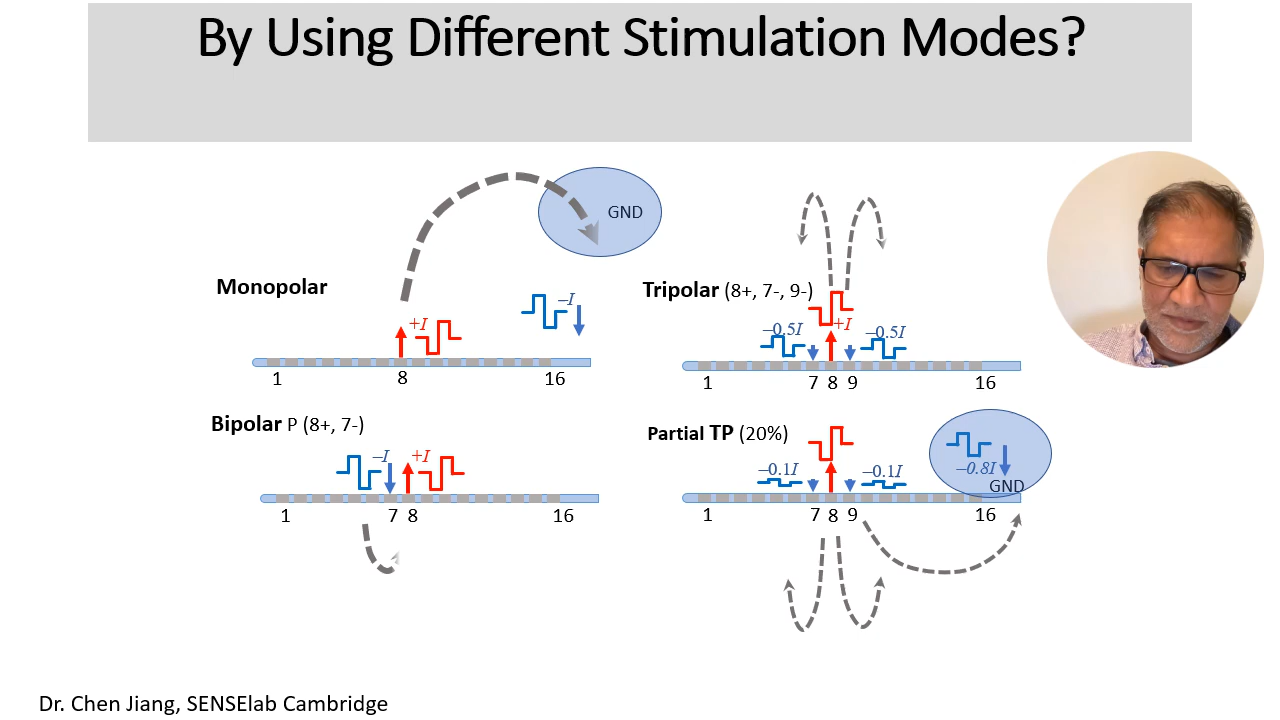 By Using Different Stimulation Modes?
GND
Monopolar
+I
–I
1 8 16
Tripolar (8+, 7-, 9-)
–0.5I +I –0.5I
1 7 8 9 16
Bipolar P (8+, 7-)
–I +I
1 7 8 16
Partial TP (20%)
–0.1I –0.1I –0.8I
GND
1 7 8 9 16
Dr. Chen Jiang, SENSElab Cambridge